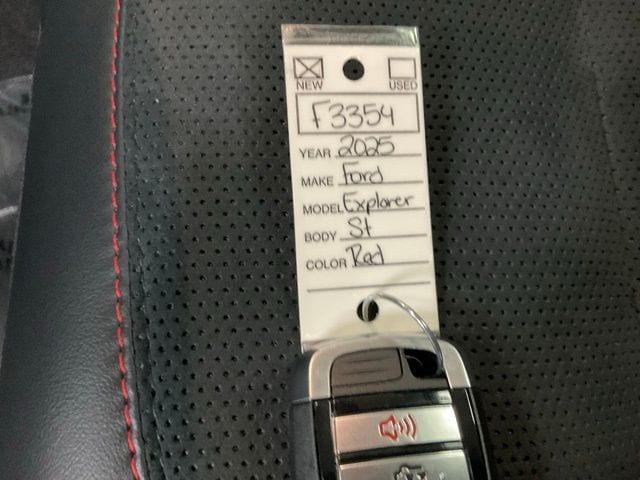 NEW USED
F3354
YEAR 2025
MAKE Ford
MODEL Explorer
BODY St
COLOR Red